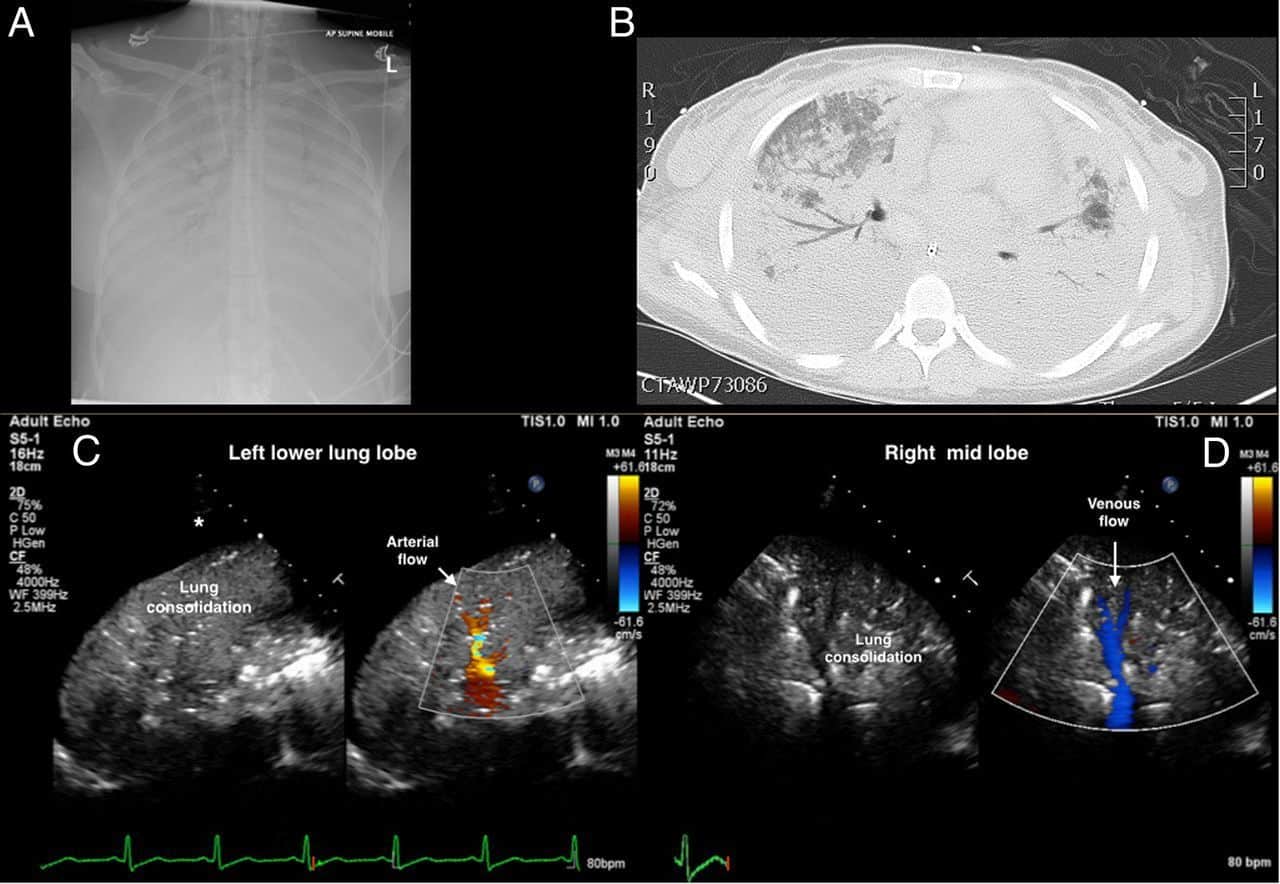 A
AP SUPINE MOBILE
L
B
R
1
9
0
L
1
7
0
CTAWP73086
Adult Echo
TIS1.0 MI 1.0
S5-1
16Hz
18cm
C
Left lower lung lobe
M3 M4
+61.6
2D
75%
C 50
P Low
HGen
CF
48%
4000Hz
WF 399Hz
2.5MHz
*
Lung
consolidation
Arterial
flow
P
-61.6
cm/s
80bpm
Adult Echo
TIS1.0 MI 1.0
S5-1
11Hz
18cm
Right mid lobe
D
M3 M4
+61.6
2D
72%
C 50
P Low
HGen
CF
48%
4000Hz
WF 399Hz
2.5MHz
Venous
flow
Lung
consolidation
P
-61.6
cm/s
80 bpm